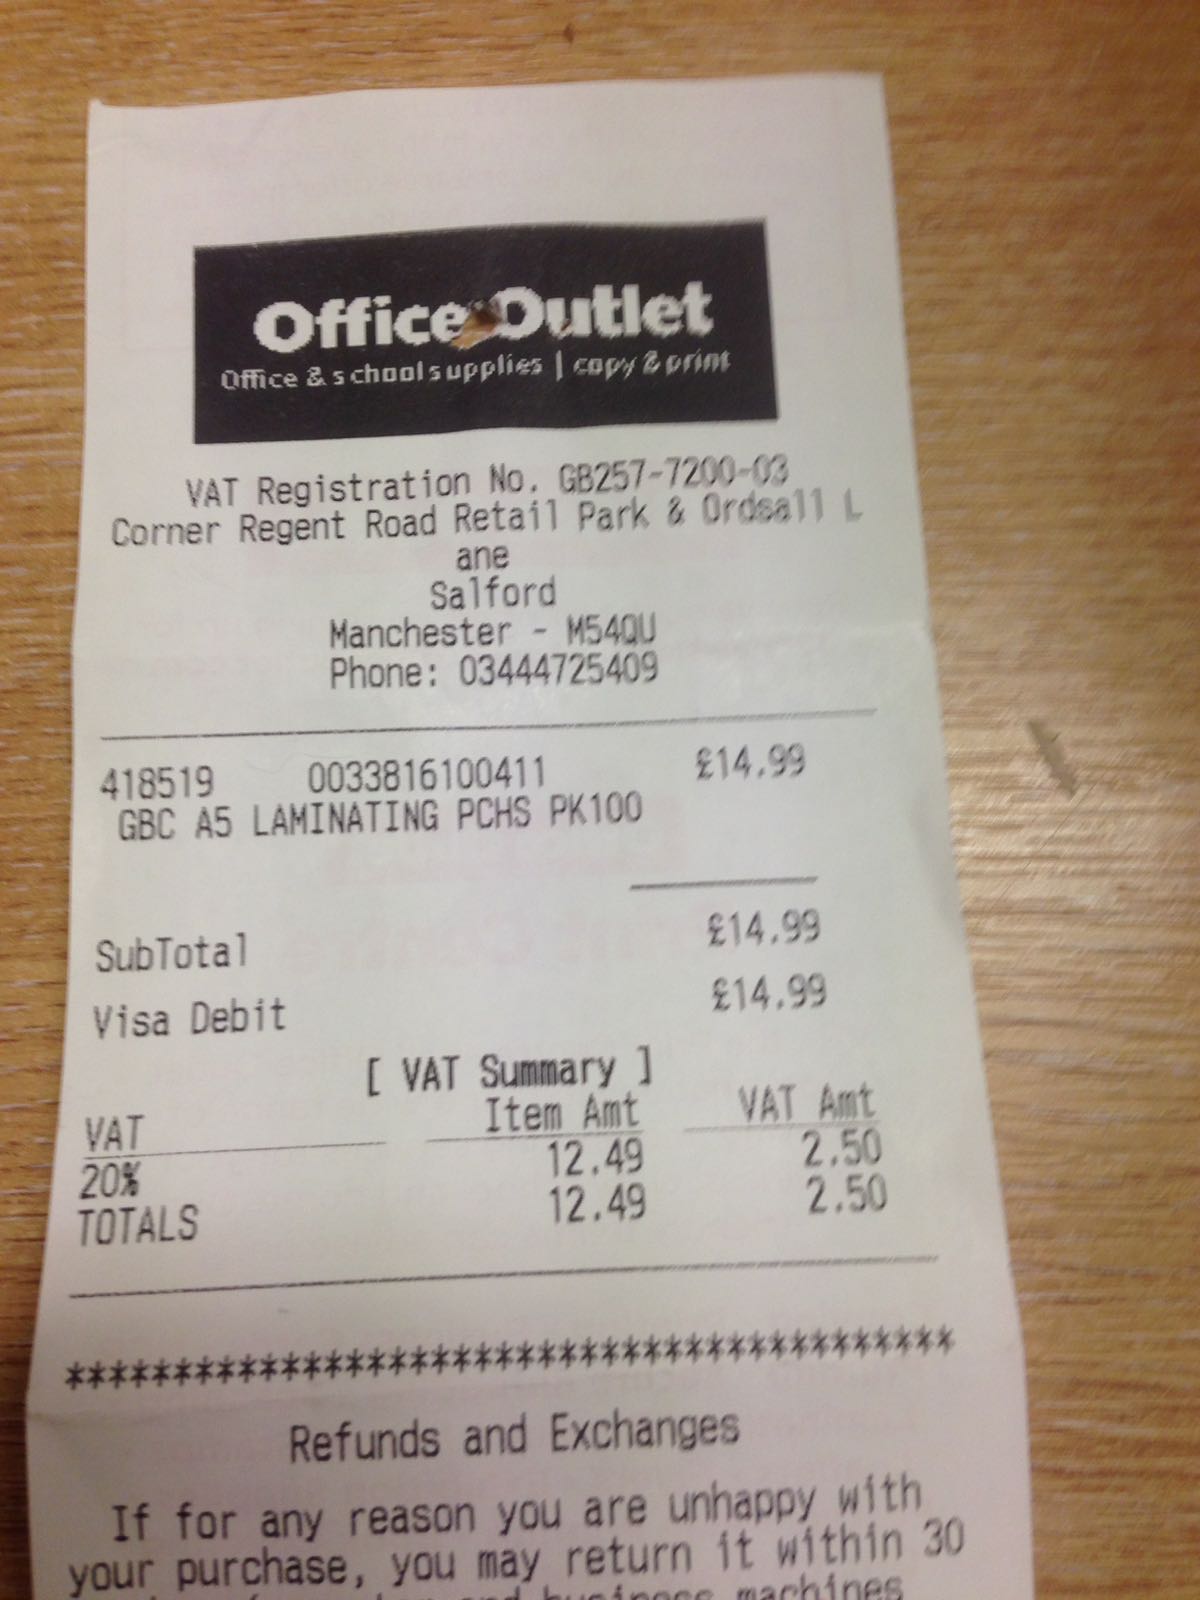 Office Outlet
Office & school supplies | copy & print
VAT Registration No. GB257-7200-03
Corner Regent Road Retail Park & Ordsall L
ane
Salford
Manchester - M54QU
Phone: 03444725409
418519 0033816100411 £14.99
GBC A5 LAMINATING PCHS PK100
SubTotal £14.99
Visa Debit £14.99
[ VAT Summary ]
VAT Item Amt VAT Amt
20% 12.49 2.50
TOTALS 12.49 2.50
*****************************************
Refunds and Exchanges
If for any reason you are unhappy with
your purchase, you may return it within 30
and business machines